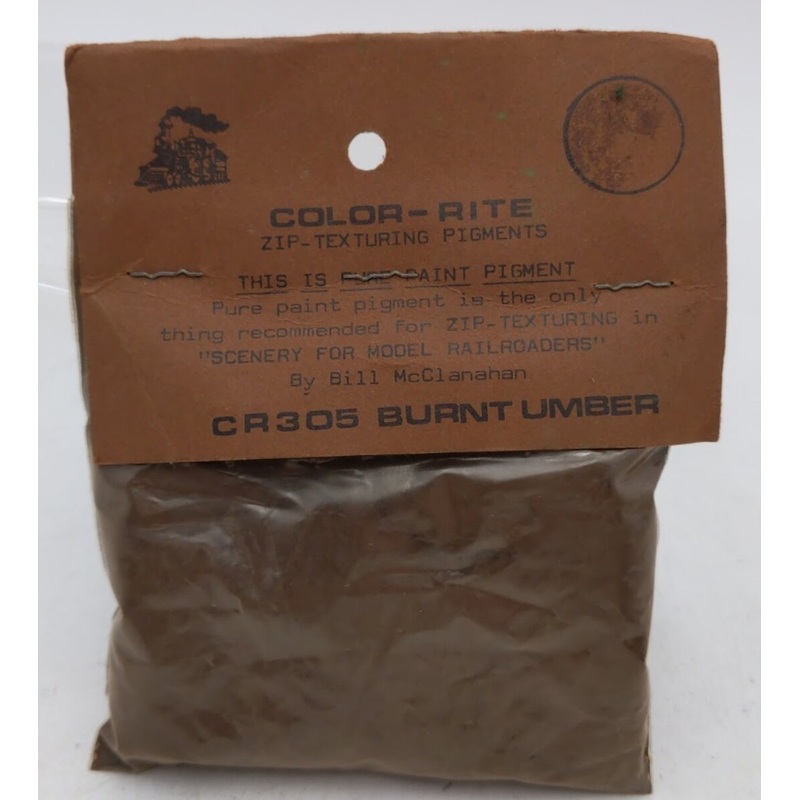 COLOR-RITE
ZIP-TEXTURING PIGMENTS
THIS IS PURE PAINT PIGMENT
Pure paint pigment is the only
thing recommended for ZIP-TEXTURING in
"SCENERY FOR MODEL RAILROADERS"
By Bill McClanahan
CR305 BURNT UMBER